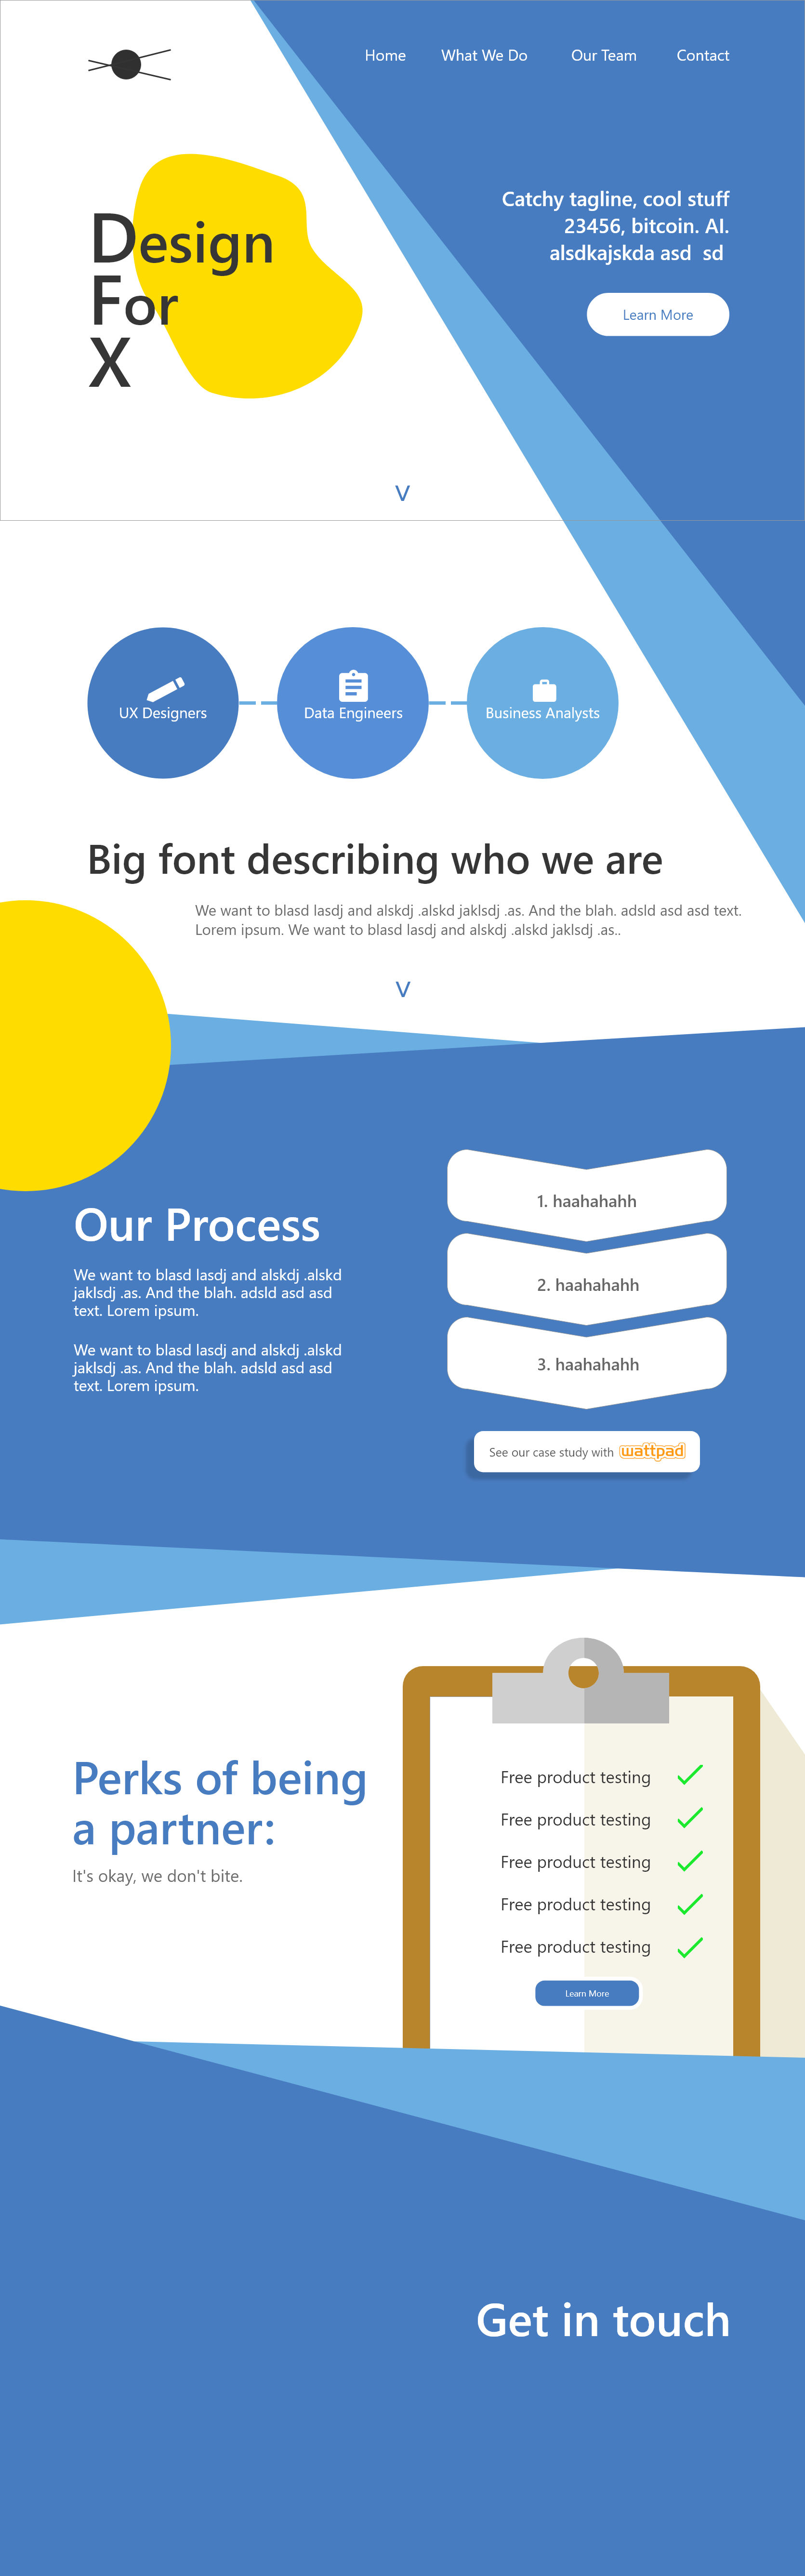 Home What We Do Our Team Contact
Design
For
X
Catchy tagline, cool stuff
23456, bitcoin. AI.
alsdkajskda asd  sd
Learn More
V
UX Designers
Data Engineers
Business Analysts
Big font describing who we are
We want to blasd lasdj and alskdj .alskd jaklsdj .as. And the blah. adsld asd asd text.
Lorem ipsum. We want to blasd lasdj and alskdj .alskd jaklsdj .as..
V
Our Process
We want to blasd lasdj and alskdj .alskd
jaklsdj .as. And the blah. adsld asd asd
text. Lorem ipsum.
We want to blasd lasdj and alskdj .alskd
jaklsdj .as. And the blah. adsld asd asd
text. Lorem ipsum.
1. haahahahh
2. haahahahh
3. haahahahh
See our case study with wattpad
Perks of being
a partner:
It's okay, we don't bite.
Free product testing
Free product testing
Free product testing
Free product testing
Free product testing
Learn More
Get in touch